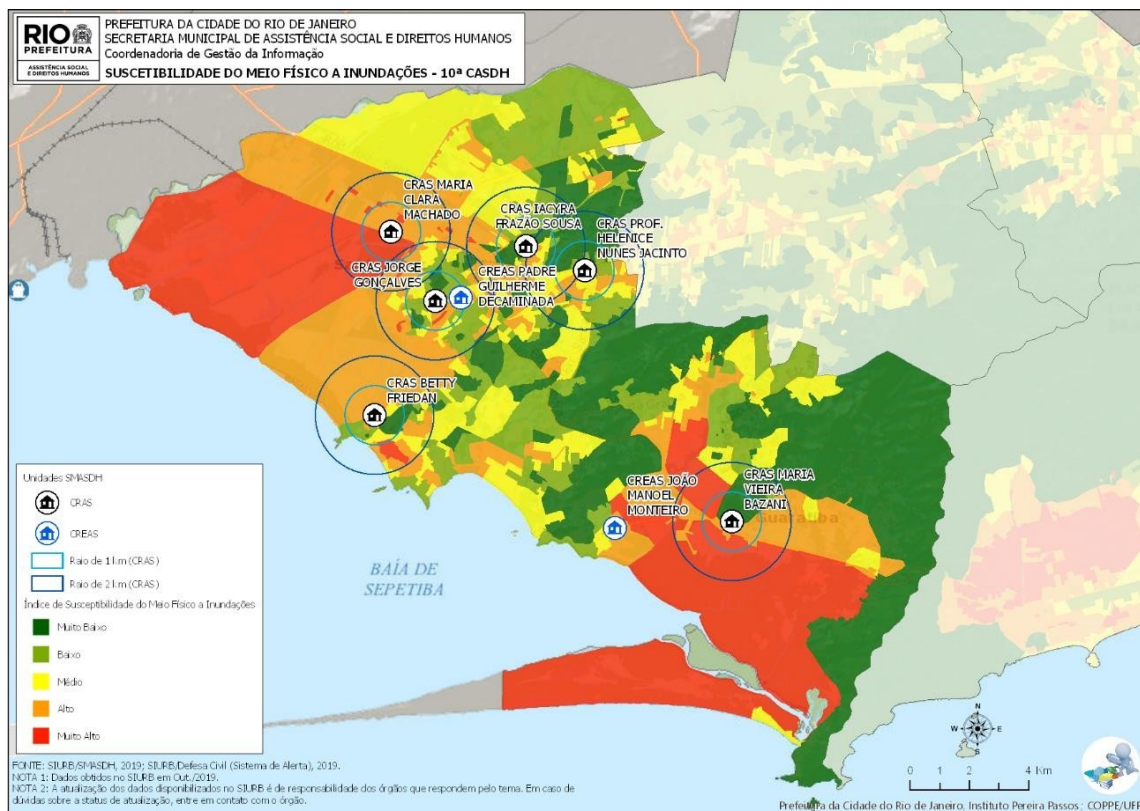 RIO
PREFEITURA
ASSISTÊNCIA SOCIAL
E DIREITOS HUMANOS
PREFEITURA DA CIDADE DO RIO DE JANEIRO
SECRETARIA MUNICIPAL DE ASSISTÊNCIA SOCIAL E DIREITOS HUMANOS
Coordenadoria de Gestão da Informação
SUSCETIBILIDADE DO MEIO FÍSICO A INUNDAÇÕES - 10ª CASDH
CRAS MARIA
CLARA
MACHADO
CRAS IACYRA
FRAZÃO SOUSA
CRAS PROF.
HELENICE
NUNES JACINTO
CRAS JORGE
GONÇALVES
CREAS PADRE
GUILHERME
DECAMINADA
CRAS BETTY
FRIEDAN
CREAS JOÃO
MANOEL
MONTEIRO
CRAS MARIA
VIEIRA
BAZANI
Guaratiba
BAÍA DE
SEPETIBA
Unidades SMASDH
CRAS
CREAS
Raio de 1 km (CRAS)
Raio de 2 km (CRAS)
Índice de Susceptibilidade do Meio Físico a Inundações
Muito Baixo
Baixo
Médio
Alto
Muito Alto
N
W E
S
0 1 2 4 Km
FONTE: SIURB/SMASDH, 2019; SIURB/Defesa Civil (Sistema de Alerta), 2019.
NOTA 1: Dados obtidos no SIURB em Out./2019.
NOTA 2: A atualização dos dados disponibilizados no SIURB é de responsabilidade dos órgãos que respondem pelo tema. Em caso de
dúvidas sobre a status de atualização, entre em contato com o órgão.
Prefeitura da Cidade do Rio de Janeiro, Instituto Pereira Passos; COPPE/UFR